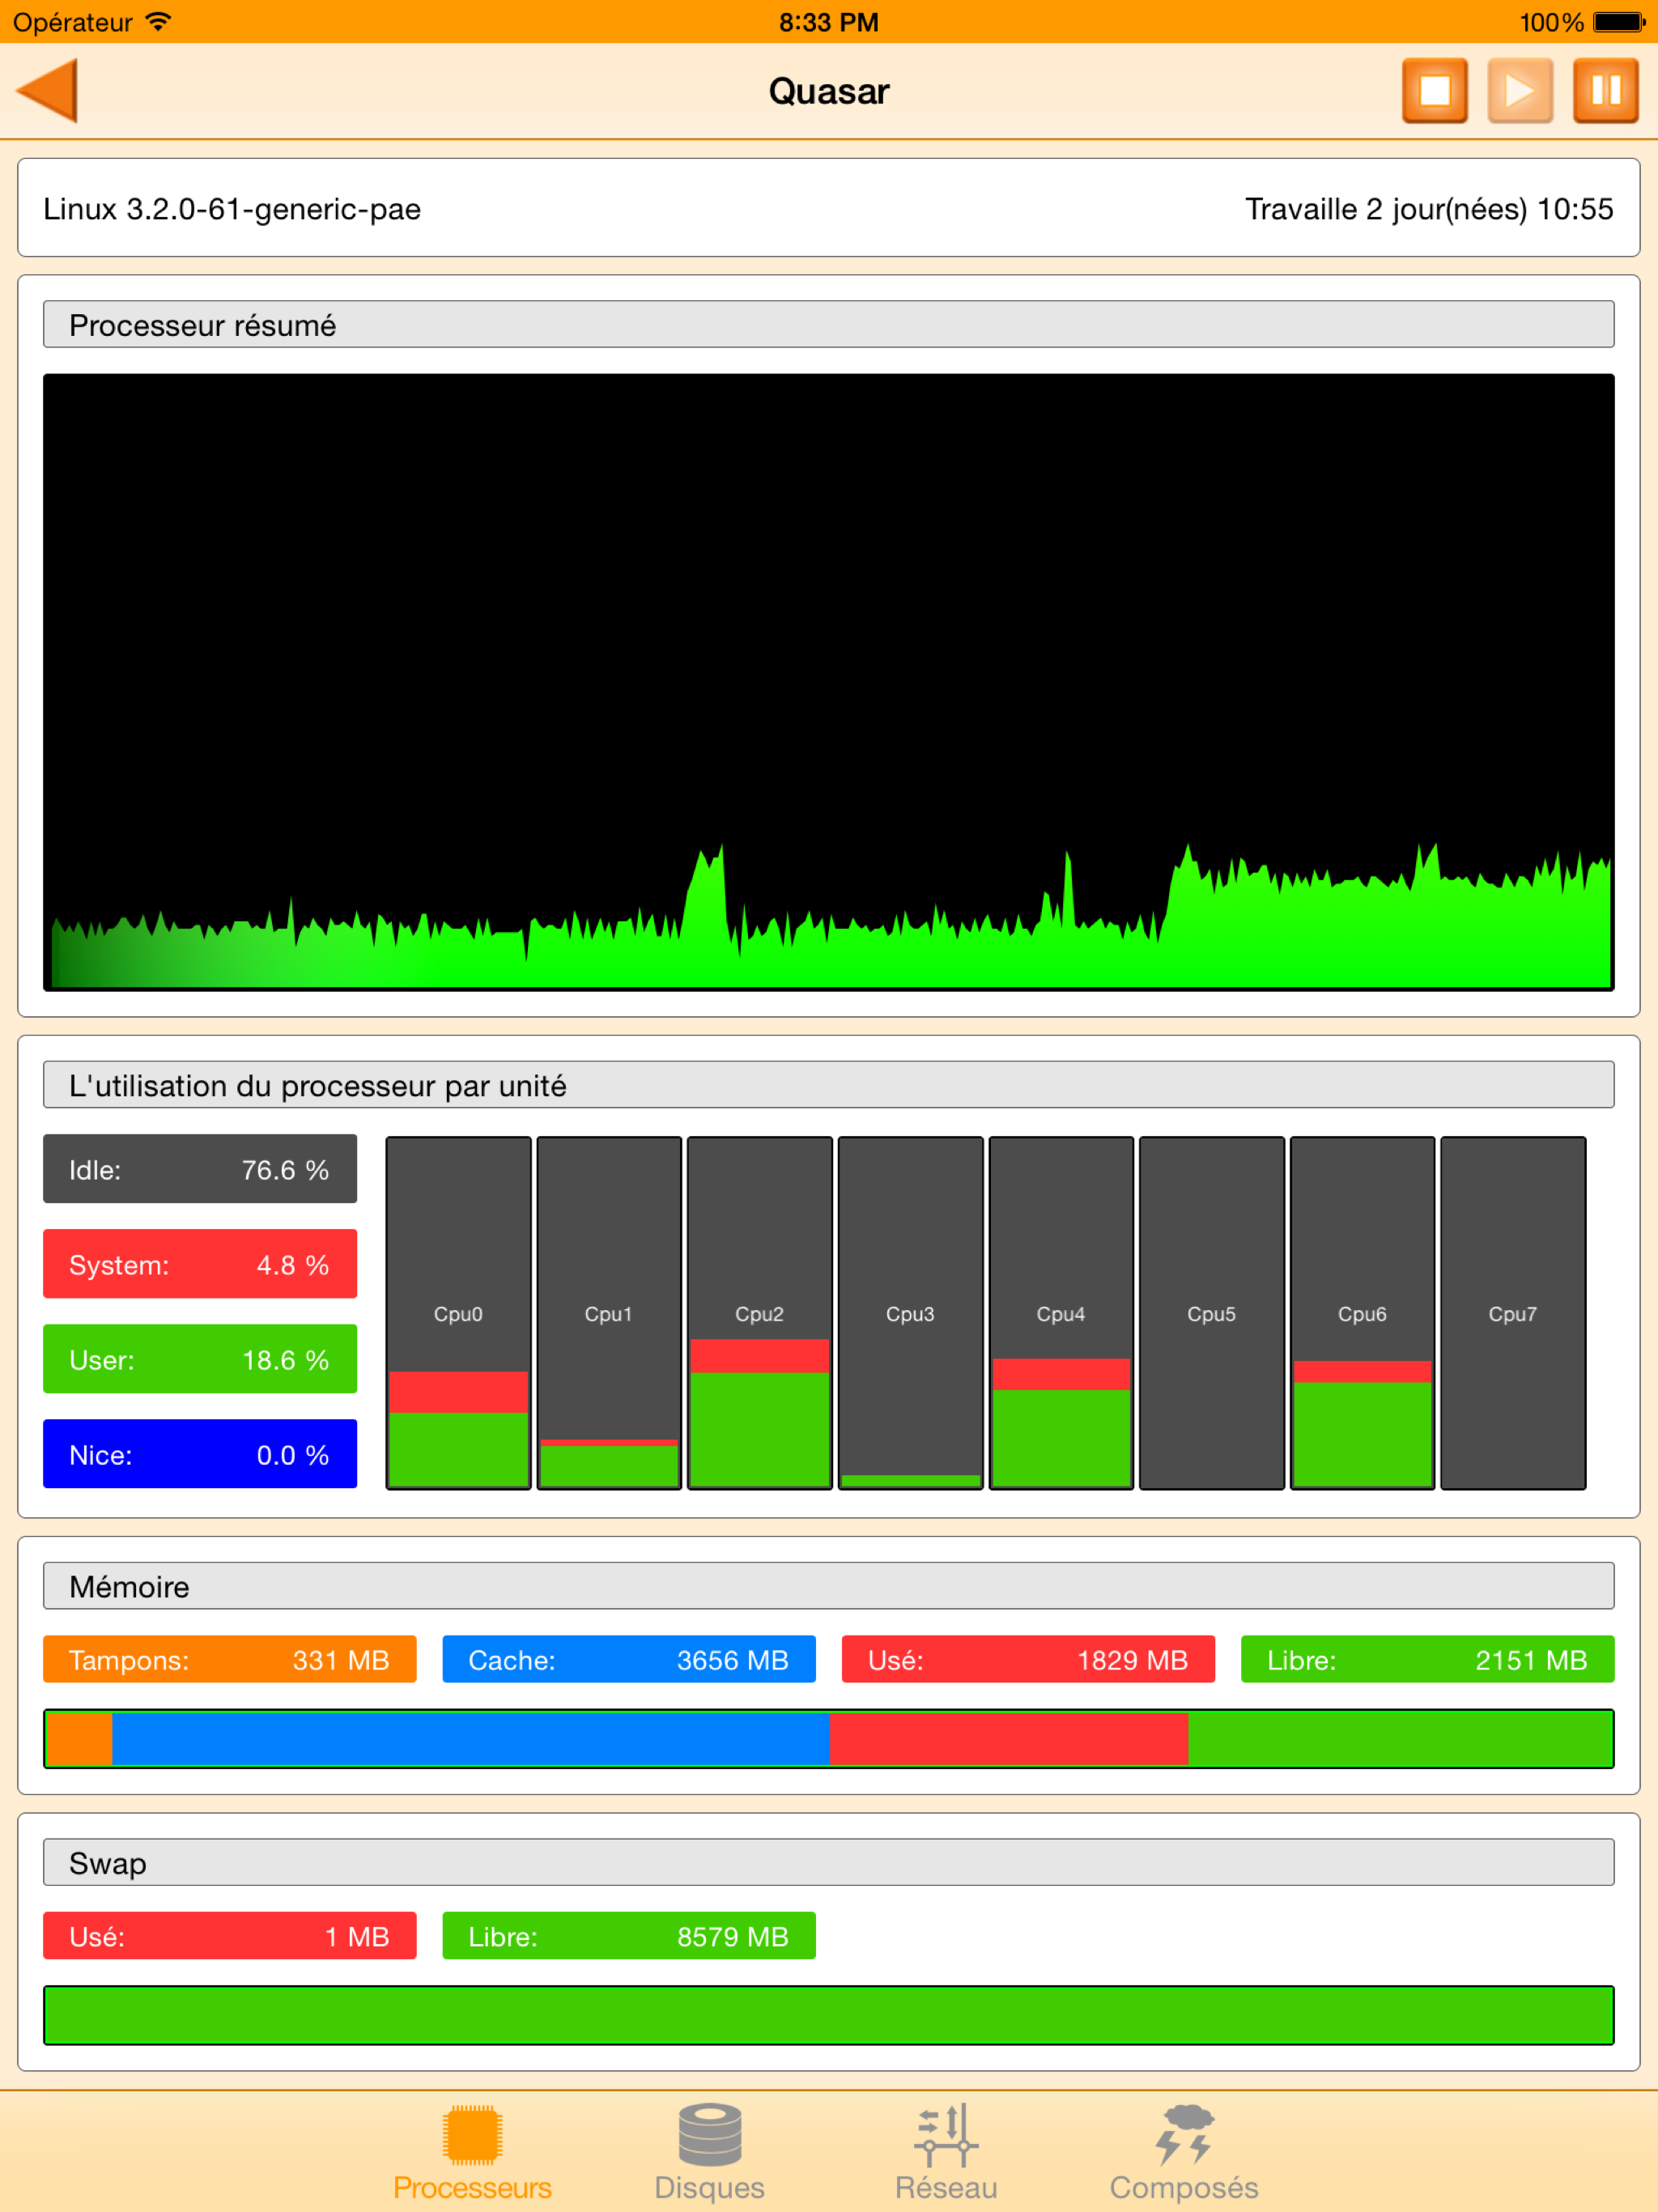 Opérateur 8:33 PM 100%
Quasar
Linux 3.2.0-61-generic-pae Travaille 2 jour(nées) 10:55
Processeur résumé
L'utilisation du processeur par unité
Idle: 76.6 %
System: 4.8 %
User: 18.6 %
Nice: 0.0 %
Cpu0 Cpu1 Cpu2 Cpu3 Cpu4 Cpu5 Cpu6 Cpu7
Mémoire
Tampons: 331 MB Cache: 3656 MB Usé: 1829 MB Libre: 2151 MB
Swap
Usé: 1 MB Libre: 8579 MB
Processeurs Disques Réseau Composés